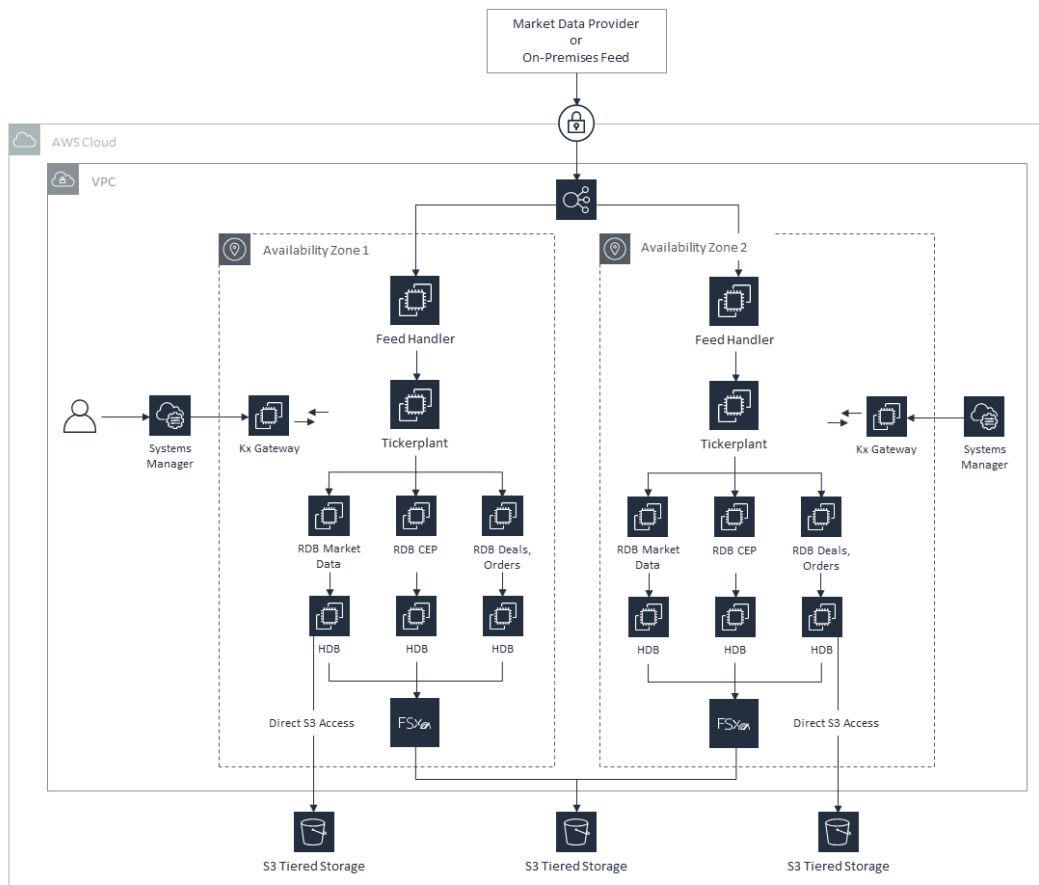 Market Data Provider
or
On-Premises Feed
AWS Cloud
VPC
Availability Zone 1
Availability Zone 2
Feed Handler
Feed Handler
Tickerplant
Tickerplant
Systems
Manager
Kx Gateway
Kx Gateway
Systems
Manager
RDB Market
Data
RDB CEP
RDB Deals,
Orders
RDB Market
Data
RDB CEP
RDB Deals,
Orders
HDB
HDB
HDB
HDB
HDB
HDB
Direct S3 Access
FSx
FSx
Direct S3 Access
S3 Tiered Storage
S3 Tiered Storage
S3 Tiered Storage